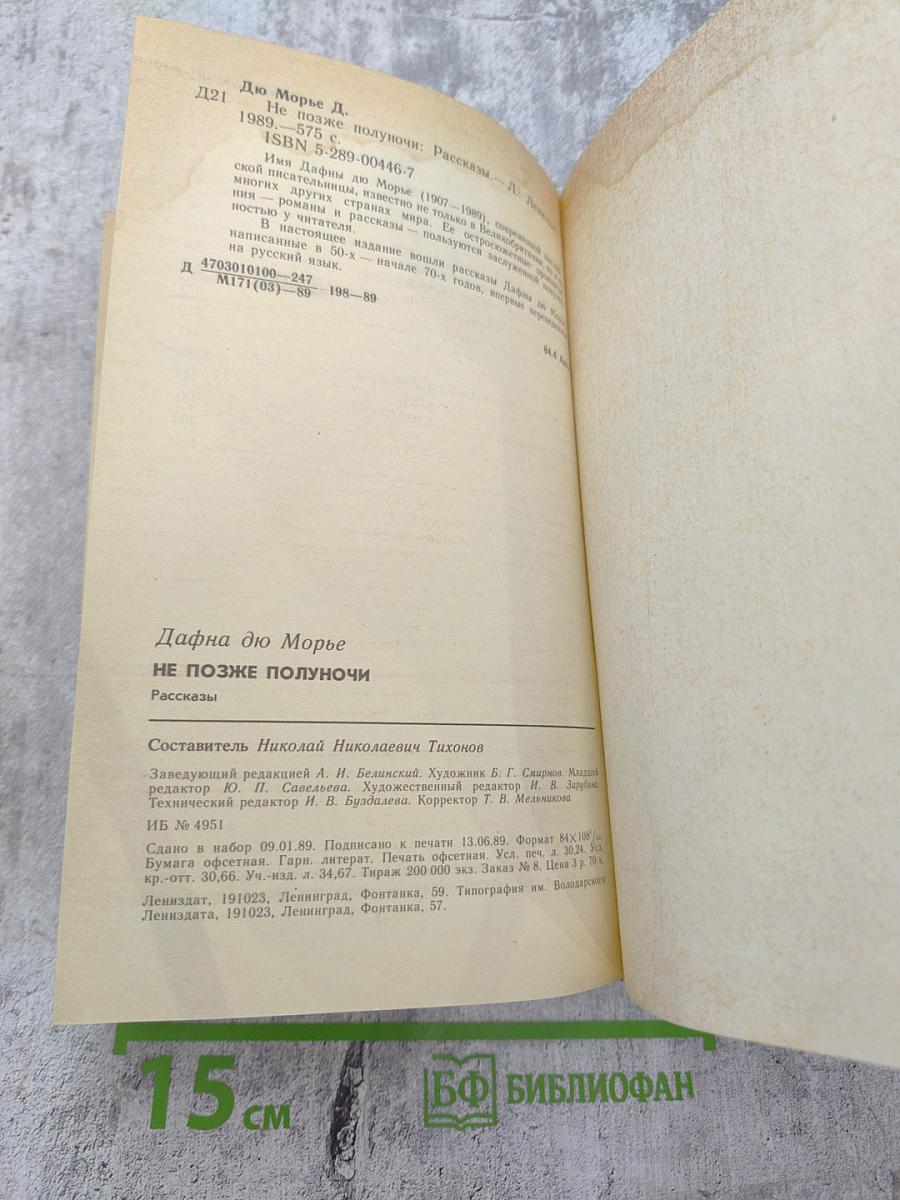 Дю Морье Д.
Д21 Не позже полуночи: Рассказы.— Л.: Лениздат,
1989.—575 с.
ISBN 5-289-00446-7
Имя Дафны дю Морье (1907—1989), современной
ской писательницы, известно не только в Великобритании
многих других странах мира. Ее остросюжетные
ния — романы и рассказы — пользуются заслуженной
ностью у читателя.
В настоящее издание вошли рассказы Дафны дю Морье,
написанные в 50-х — начале 70-х годов, впервые
на русский язык.
Д 4703010100—247
М171(03)—89 198—89
84.4
Дафна дю Морье
НЕ ПОЗЖЕ ПОЛУНОЧИ
Рассказы
Составитель Николай Николаевич Тихонов
Заведующий редакцией А. И. Белинский. Художник Б. Г. Смирнов. Младший
редактор Ю. П. Савельева. Художественный редактор И. В. Зарубина.
Технический редактор И. В. Буздалева. Корректор Т. В. Мельникова
ИБ № 4951
Сдано в набор 09.01.89. Подписано к печати 13.06.89. Формат 84×108¹/₃₂.
Бумага офсетная. Гарн. литерат. Печать офсетная. Усл. печ. л. 30,24. Усл.
кр.-отт. 30,66. Уч.-изд. л. 34,67. Тираж 200 000 экз. Заказ № 8. Цена 3 р. 70 к.
Лениздат, 191023, Ленинград, Фонтанка, 59. Типография им. Володарского
Лениздата, 191023, Ленинград, Фонтанка, 57.
15 см
БФ БИБЛИОФАН